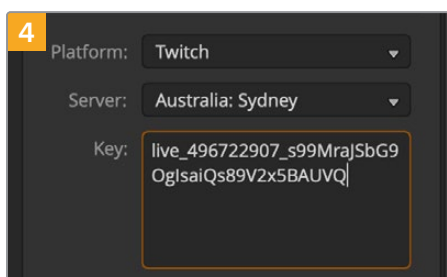 4
Platform: Twitch
Server: Australia: Sydney
Key: live_496722907_s99MraJSbG9
OgIsaiQs89V2x5BAUVQ